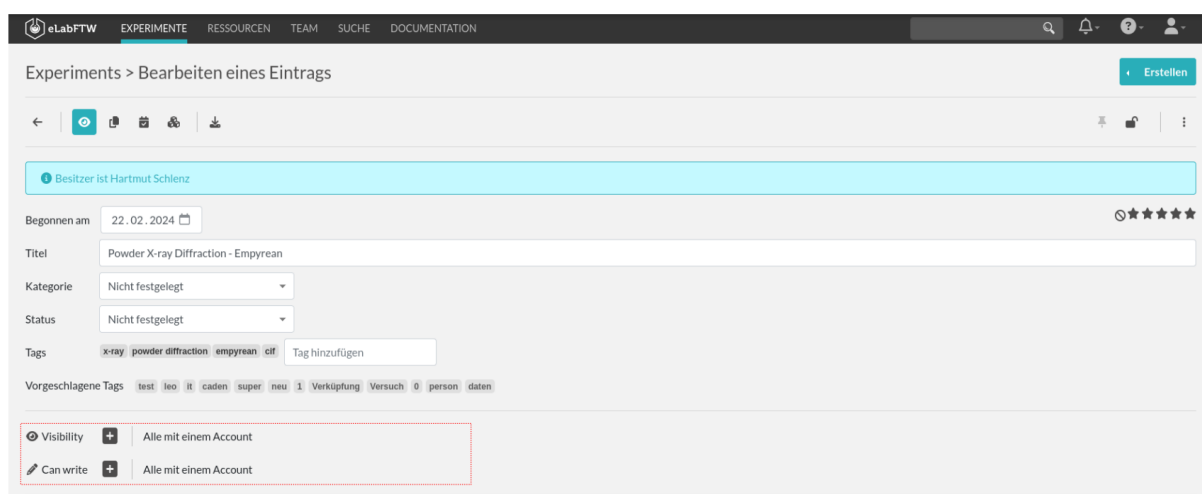 eLabFTW EXPERIMENTE RESSOURCEN TEAM SUCHE DOCUMENTATION
Experiments > Bearbeiten eines Eintrags
Erstellen
Besitzer ist Hartmut Schlenz
Begonnen am 22.02.2024
Titel Powder X-ray Diffraction - Empyrean
Kategorie Nicht festgelegt
Status Nicht festgelegt
Tags x-ray powder diffraction empyrean cif Tag hinzufügen
Vorgeschlagene Tags test leo it caden super neu 1 Verküpfung Versuch 0 person daten
Visibility Alle mit einem Account
Can write Alle mit einem Account